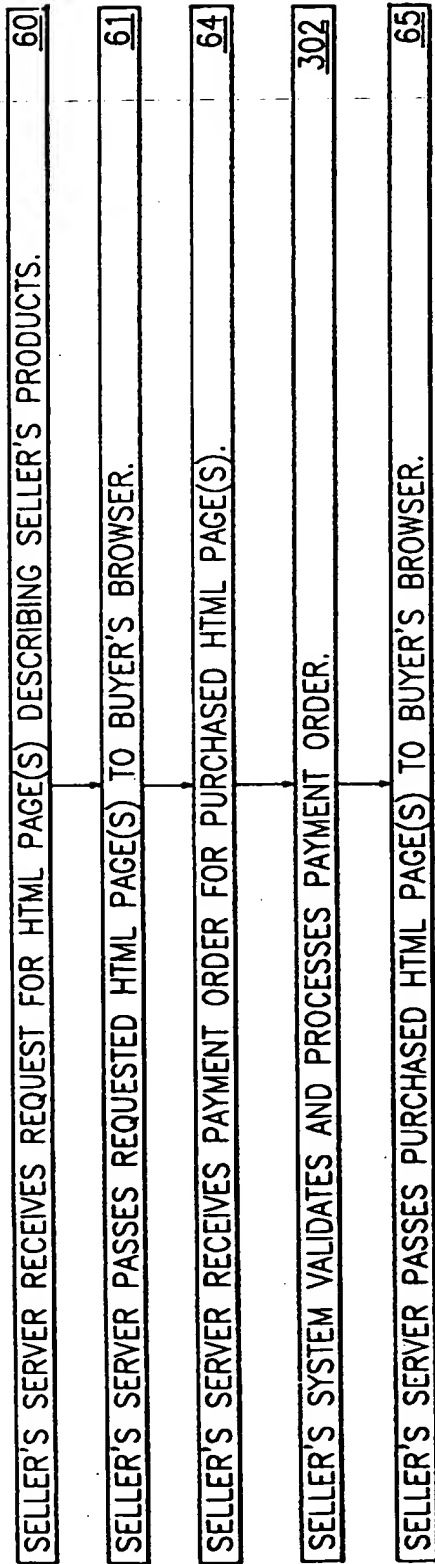 SELLER'S SERVER RECEIVES REQUEST FOR HTML PAGE(S) DESCRIBING SELLER'S PRODUCTS. 60
SELLER'S SERVER PASSES REQUESTED HTML PAGE(S) TO BUYER'S BROWSER. 61
SELLER'S SERVER RECEIVES PAYMENT ORDER FOR PURCHASED HTML PAGE(S). 64
SELLER'S SYSTEM VALIDATES AND PROCESSES PAYMENT ORDER. 302
SELLER'S SERVER PASSES PURCHASED HTML PAGE(S) TO BUYER'S BROWSER. 65